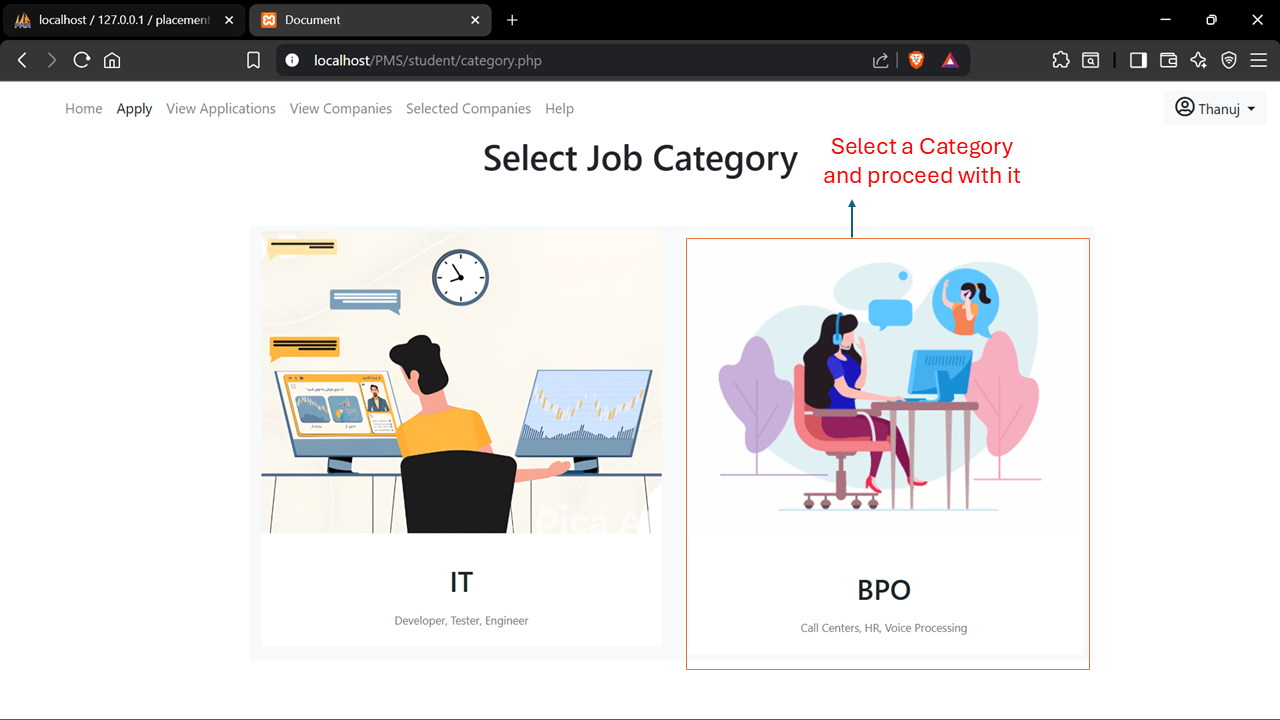 localhost / 127.0.0.1 / placement
Document
localhost/PMS/student/category.php
Home Apply View Applications View Companies Selected Companies Help
Thanuj
Select Job Category
Select a Category
and proceed with it
IT
Developer, Tester, Engineer
BPO
Call Centers, HR, Voice Processing